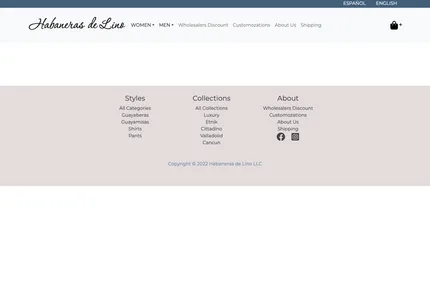 ESPAÑOL ENGLISH
Habaneras de Lino WOMEN MEN Wholesalers Discount Customozations About Us Shipping
Styles Collections About
All Categories All Collections Wholesalers Discount
Guayaberas Luxury Customozations
Guayamisas Etnik About Us
Shirts Citadino Shipping
Pants Valladolid
Cancun
Copyright © 2022 Habaneras de Lino LLC